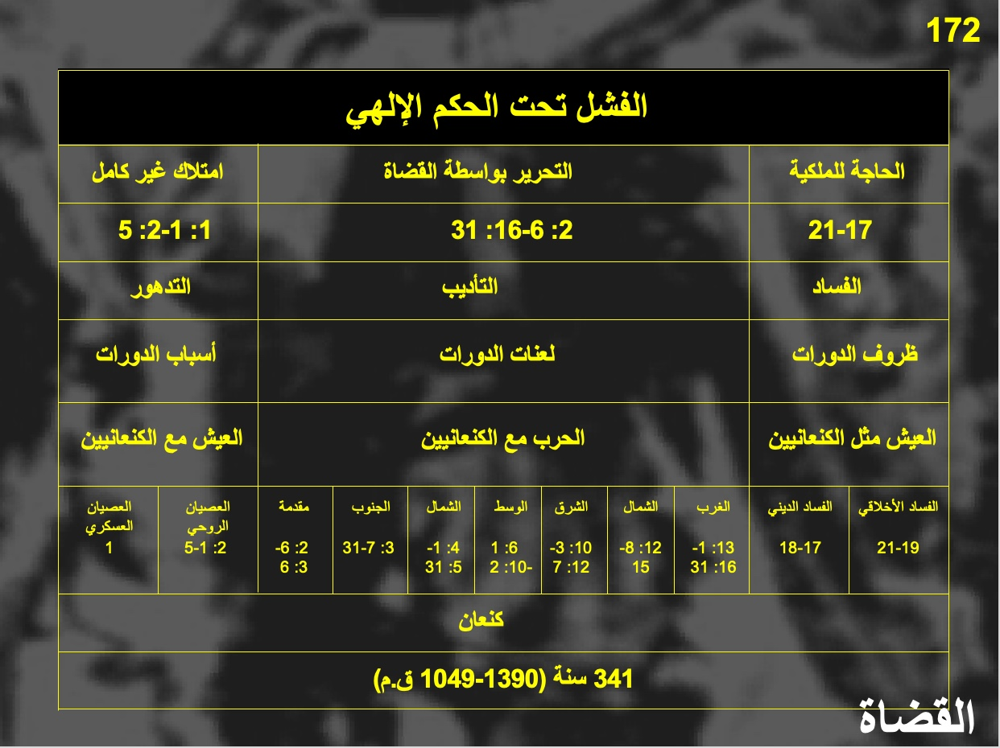 172
الفشل تحت الحكم الإلهي
الحاجة للملكية
التحرير بواسطة القضاة
امتلاك غير كامل
17-21
2: 6-16: 31
1: 1-2: 5
الفساد
التأديب
التدهور
ظروف الدورات
لعنات الدورات
أسباب الدورات
العيش مثل الكنعانيين
الحرب مع الكنعانيين
العيش مع الكنعانيين
الفساد الأخلاقي
19-21
الفساد الديني
17-18
الغرب
13: 1-
16: 31
الشمال
12: 8-
15
الشرق
10: 3-
12: 7
الوسط
6: 1
-10: 2
الشمال
4: 1-
5: 31
الجنوب
3: 7-31
مقدمة
2: 6-
3: 6
العصيان
الروحي
2: 1-5
العصيان
العسكري
1
كنعان
341 سنة (1390-1049 ق.م)
القضاة